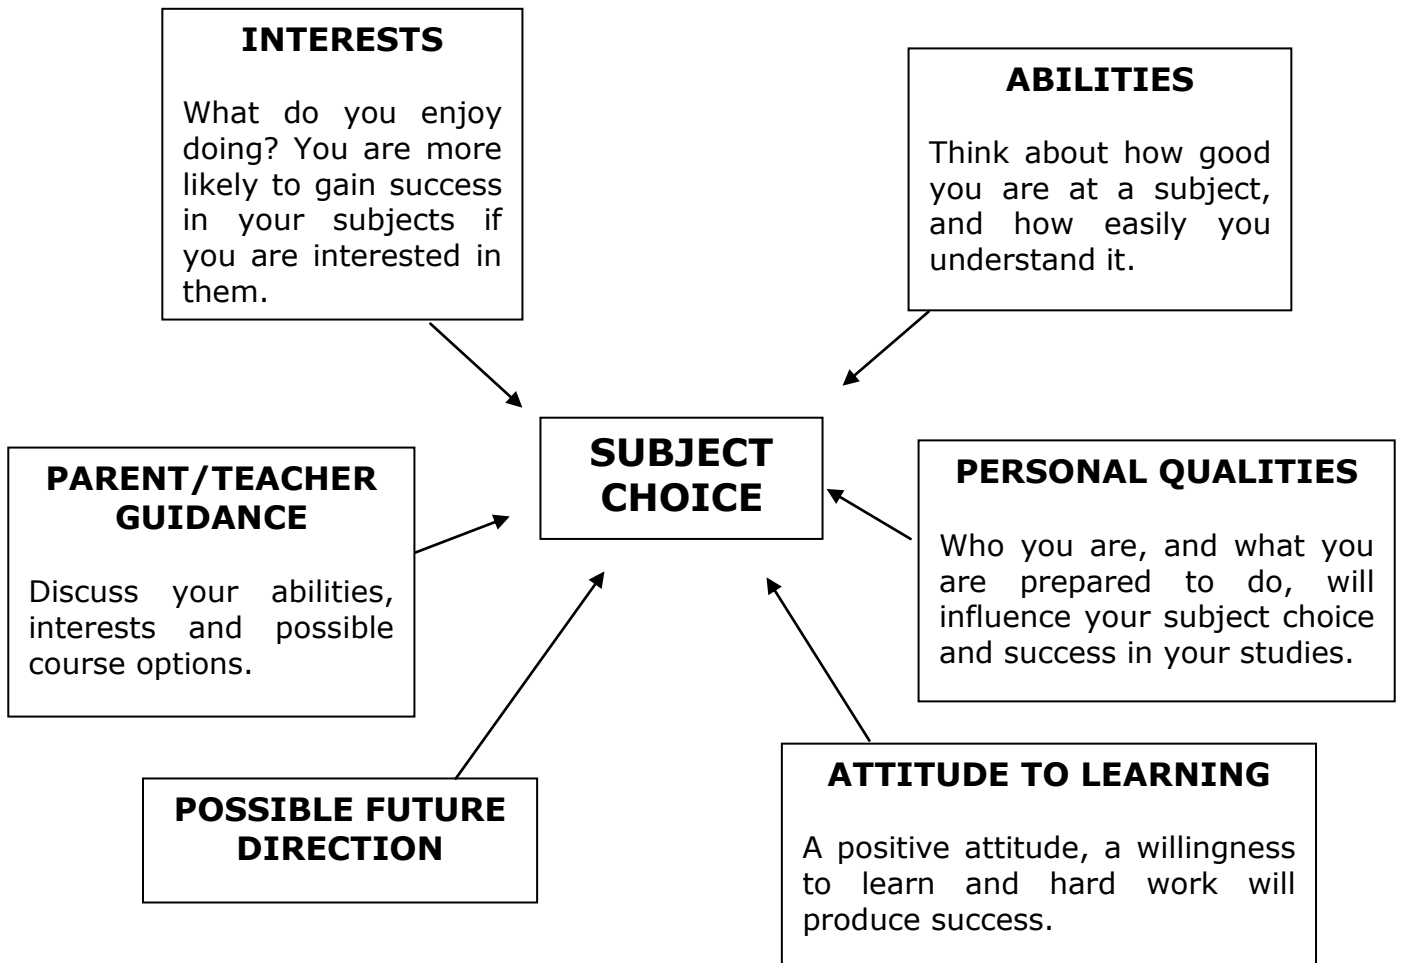 INTERESTS
What do you enjoy
doing? You are more
likely to gain success
in your subjects if
you are interested in
them.
ABILITIES
Think about how good
you are at a subject,
and how easily you
understand it.
SUBJECT
CHOICE
PARENT/TEACHER
GUIDANCE
Discuss your abilities,
interests and possible
course options.
PERSONAL QUALITIES
Who you are, and what you
are prepared to do, will
influence your subject choice
and success in your studies.
POSSIBLE FUTURE
DIRECTION
ATTITUDE TO LEARNING
A positive attitude, a willingness
to learn and hard work will
produce success.